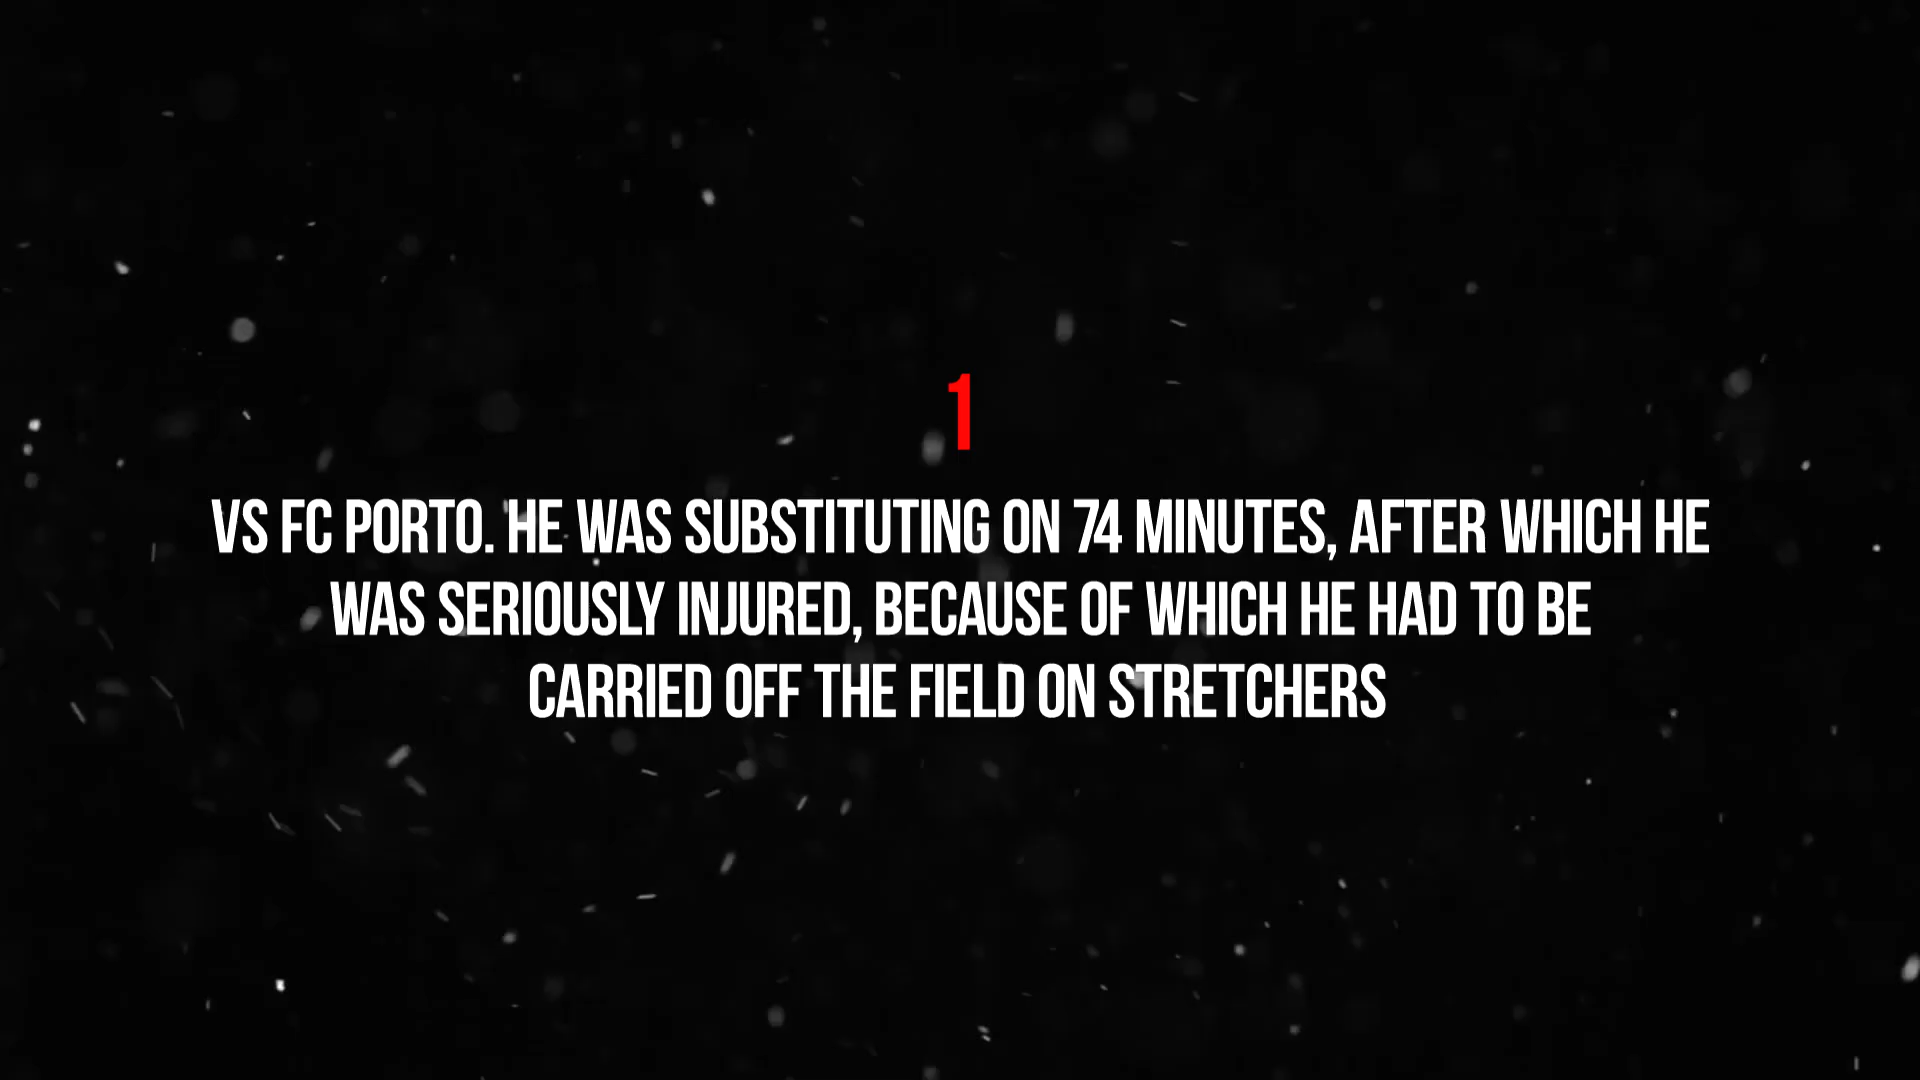 1
VS FC PORTO. HE WAS SUBSTITUTING ON 74 MINUTES, AFTER WHICH HE
WAS SERIOUSLY INJURED, BECAUSE OF WHICH HE HAD TO BE
CARRIED OFF THE FIELD ON STRETCHERS